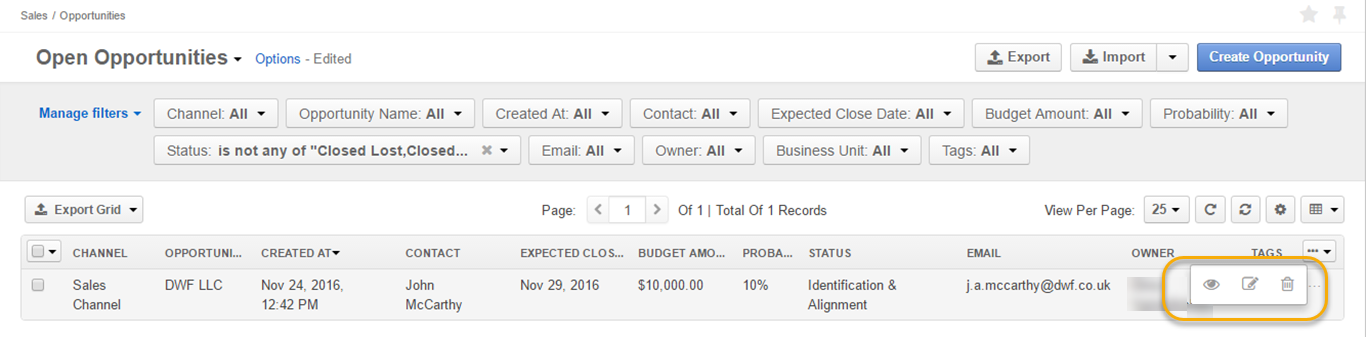 Sales / Opportunities
Open Opportunities Options - Edited Export Import Create Opportunity
Manage filters Channel: All Opportunity Name: All Created At: All Contact: All Expected Close Date: All Budget Amount: All Probability: All
Status: is not any of "Closed Lost,Closed... Email: All Owner: All Business Unit: All Tags: All
Export Grid Page: 1 Of 1 | Total Of 1 Records View Per Page: 25
CHANNEL OPPORTUNI... CREATED AT CONTACT EXPECTED CLOS... BUDGET AMO... PROBA... STATUS EMAIL OWNER TAGS
Sales DWF LLC Nov 24, 2016, John Nov 29, 2016 $10,000.00 10% Identification & j.a.mccarthy@dwf.co.uk
Channel 12:42 PM McCarthy Alignment